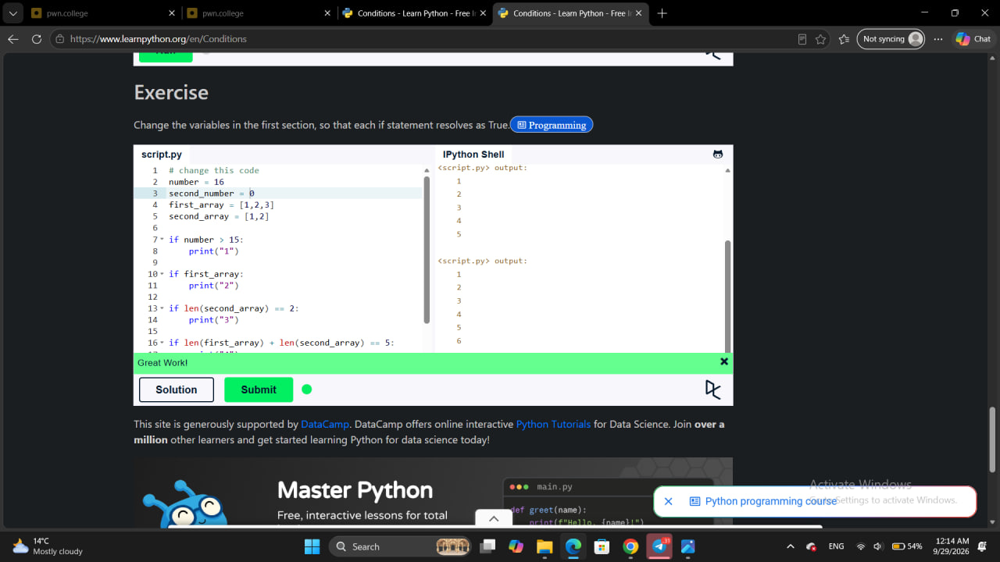 pwn.college
pwn.college
Conditions - Learn Python - Free I
Conditions - Learn Python - Free I
https://www.learnpython.org/en/Conditions
Not syncing
Chat
Exercise
Change the variables in the first section, so that each if statement resolves as True.
Programming
script.py
1 # change this code
2 number = 16
3 second_number = 0
4 first_array = [1,2,3]
5 second_array = [1,2]
6
7 if number > 15:
8 print("1")
9
10 if first_array:
11 print("2")
12
13 if len(second_array) == 2:
14 print("3")
15
16 if len(first_array) + len(second_array) == 5:
IPython Shell
<script.py> output:
1
2
3
4
5
<script.py> output:
1
2
3
4
5
6
Great Work!
Solution
Submit
This site is generously supported by DataCamp. DataCamp offers online interactive Python Tutorials for Data Science. Join over a
million other learners and get started learning Python for data science today!
Master Python
Free, interactive lessons for total
main.py
def greet(name):
print(f"Hello, {name}!")
Activate Windows
Settings to activate Windows.
Python programming course
14°C
Mostly cloudy
Search
31
ENG
54%
12:14 AM
9/29/2026